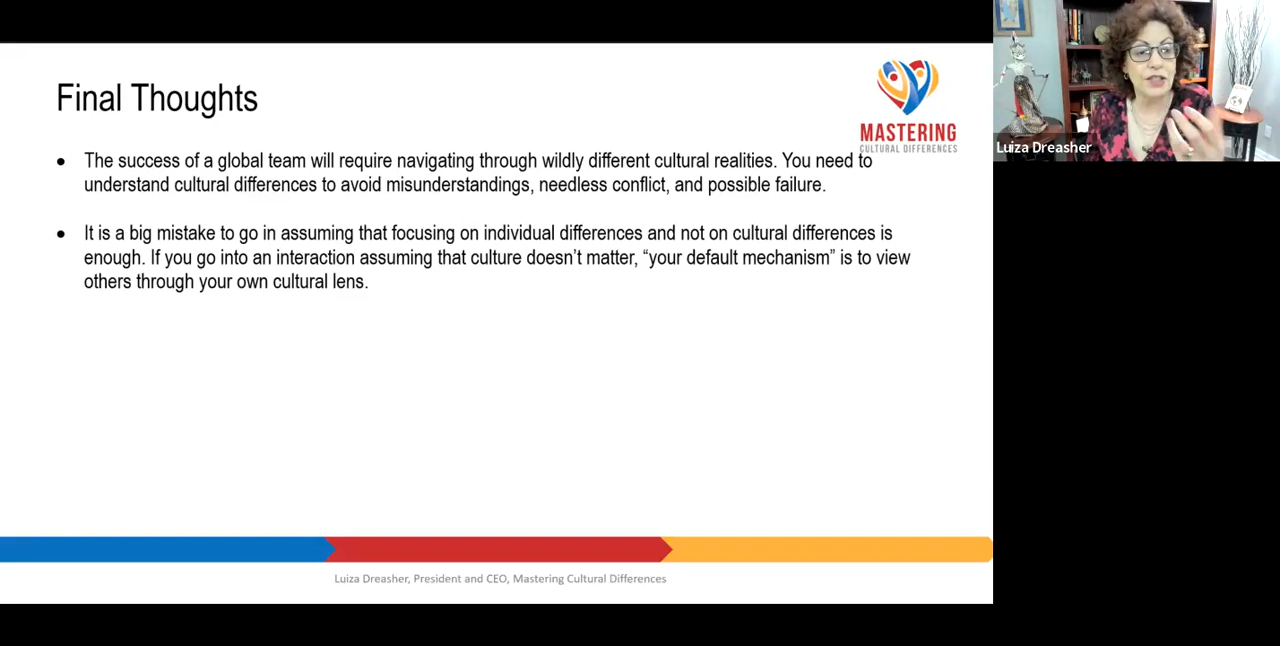 Final Thoughts
MASTERING
CULTURAL DIFFERENCES
• The success of a global team will require navigating through wildly different cultural realities. You need to
understand cultural differences to avoid misunderstandings, needless conflict, and possible failure.
• It is a big mistake to go in assuming that focusing on individual differences and not on cultural differences is
enough. If you go into an interaction assuming that culture doesn’t matter, “your default mechanism” is to view
others through your own cultural lens.
Luiza Dreasher, President and CEO, Mastering Cultural Differences
Luiza Dreasher